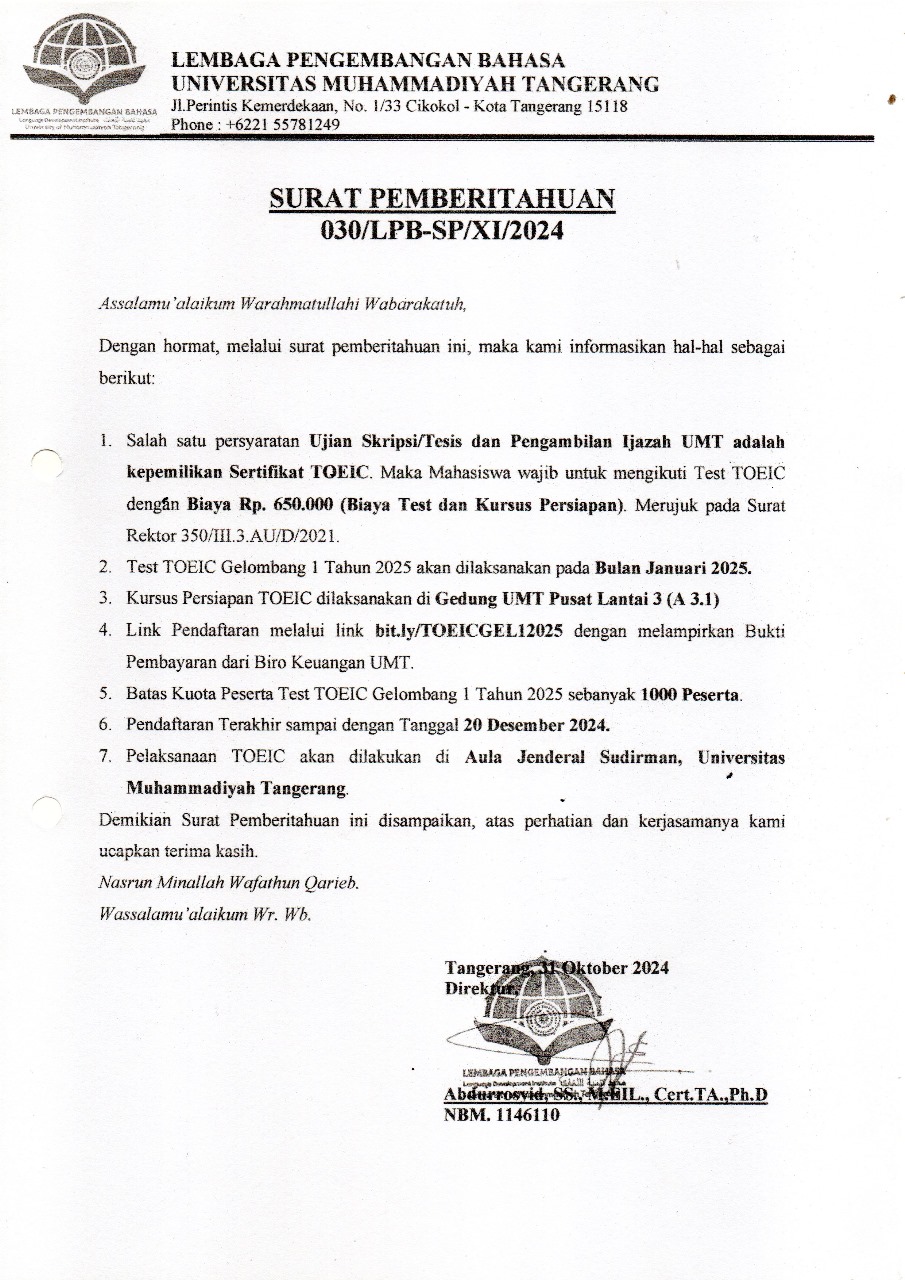 LEMBAGA PENGEMBANGAN BAHASA
UNIVERSITAS MUHAMMADIYAH TANGERANG
Jl.Perintis Kemerdekaan, No. 1/33 Cikokol - Kota Tangerang 15118
Phone : +6221 55781249
LEMBAGA PENGEMBANGAN BAHASA
SURAT PEMBERITAHUAN
030/LPB-SP/XI/2024
Assalamu’alaikum Warahmatullahi Wabarakatuh,
Dengan hormat, melalui surat pemberitahuan ini, maka kami informasikan hal-hal sebagai
berikut:
1. Salah satu persyaratan Ujian Skripsi/Tesis dan Pengambilan Ijazah UMT adalah
kepemilikan Sertifikat TOEIC. Maka Mahasiswa wajib untuk mengikuti Test TOEIC
dengan Biaya Rp. 650.000 (Biaya Test dan Kursus Persiapan). Merujuk pada Surat
Rektor 350/III.3.AU/D/2021.
2. Test TOEIC Gelombang 1 Tahun 2025 akan dilaksanakan pada Bulan Januari 2025.
3. Kursus Persiapan TOEIC dilaksanakan di Gedung UMT Pusat Lantai 3 (A 3.1)
4. Link Pendaftaran melalui link bit.ly/TOEICGEL12025 dengan melampirkan Bukti
Pembayaran dari Biro Keuangan UMT.
5. Batas Kuota Peserta Test TOEIC Gelombang 1 Tahun 2025 sebanyak 1000 Peserta.
6. Pendaftaran Terakhir sampai dengan Tanggal 20 Desember 2024.
7. Pelaksanaan TOEIC akan dilakukan di Aula Jenderal Sudirman, Universitas
Muhammadiyah Tangerang.
Demikian Surat Pemberitahuan ini disampaikan, atas perhatian dan kerjasamanya kami
ucapkan terima kasih.
Nasrun Minallah Wafathun Qarieb.
Wassalamu’alaikum Wr. Wb.
Tangerang, 31 Oktober 2024
Direktur,
LEMBAGA PENGEMBANGAN BAHASA
Abdurrosyid, SS., Cert.TA.,Ph.D
NBM. 1146110